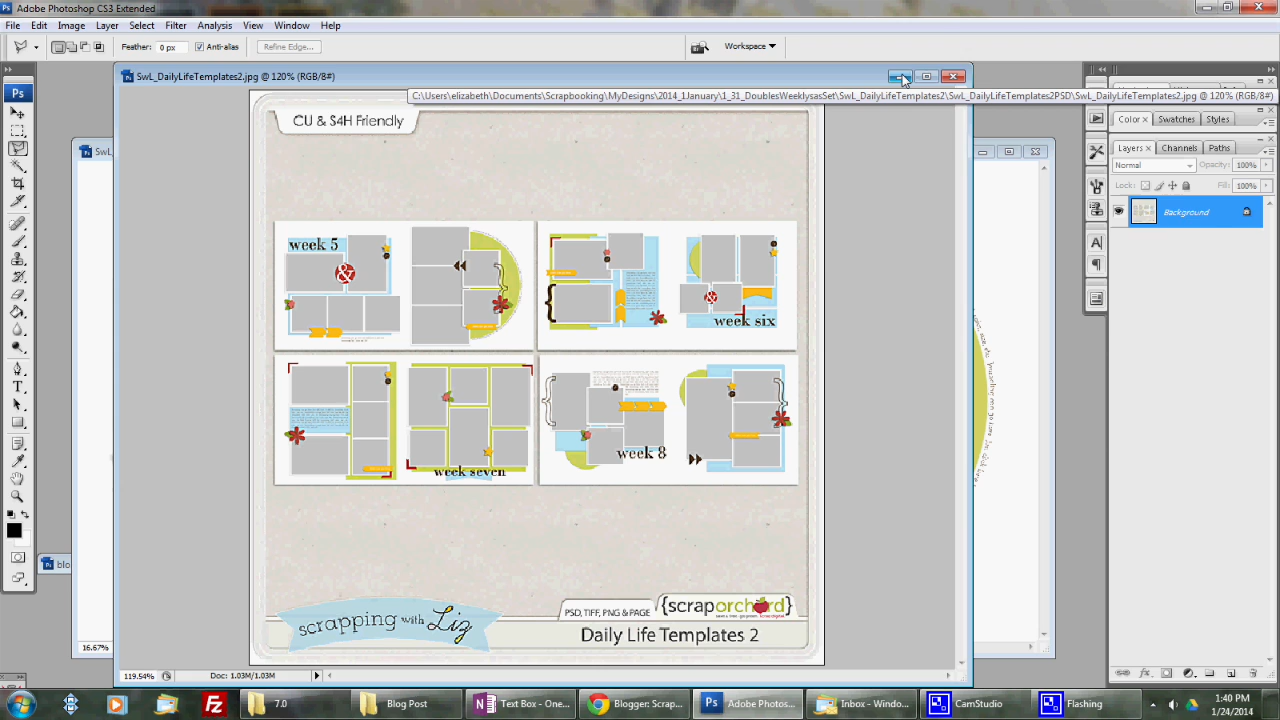 Adobe Photoshop CS3 Extended
File Edit Image Layer Select Filter Analysis View Window Help
Feather: 0 px Anti-alias Refine Edge... Workspace
SwL_DailyLifeTemplates2.jpg @ 120% (RGB/8#)
C:\Users\elizabeth\Documents\Scrapbooking\MyDesigns\2014_1January\1_31_DoublesWeeklysasSet\SwL_DailyLifeTemplates2\SwL_DailyLifeTemplates2PSD\SwL_DailyLifeTemplates2.jpg @ 120% (RGB/8#)
Ps
CU & S4H Friendly
Color Swatches Styles
SwL
Layers Channels Paths
Normal Opacity: 100%
Lock: Fill: 100%
Background
week 5
&
&
week six
week seven
week 8
blo
PSD, TIFF, PNG & PAGE
{scraporchard}
scrapping with Liz
Daily Life Templates 2
16.67%
119.54% Doc: 1.03M/1.03M
7.0 Blog Post Text Box - One... Blogger: Scrap... Adobe Photos... Inbox - Window... CamStudio Flashing
1:40 PM
1/24/2014